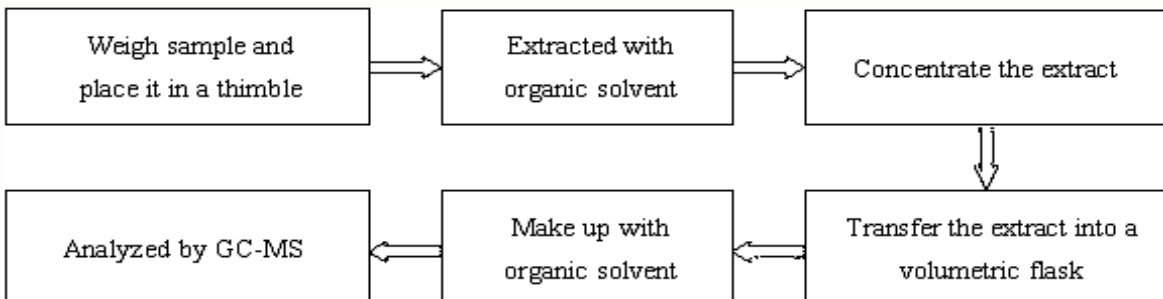 Weigh sample and
place it in a thimble
Extracted with
organic solvent
Concentrate the extract
Transfer the extract into a
volumetric flask
Make up with
organic solvent
Analyzed by GC-MS